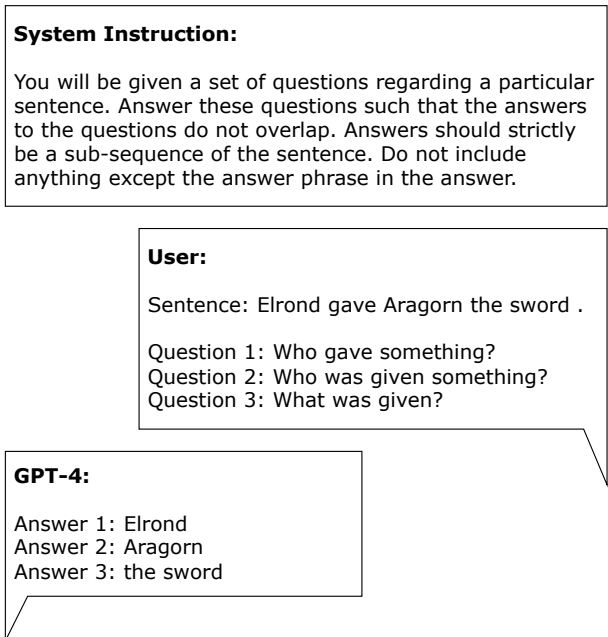 System Instruction:
You will be given a set of questions regarding a particular
sentence. Answer these questions such that the answers
to the questions do not overlap. Answers should strictly
be a sub-sequence of the sentence. Do not include
anything except the answer phrase in the answer.
User:
Sentence: Elrond gave Aragorn the sword .
Question 1: Who gave something?
Question 2: Who was given something?
Question 3: What was given?
GPT-4:
Answer 1: Elrond
Answer 2: Aragorn
Answer 3: the sword